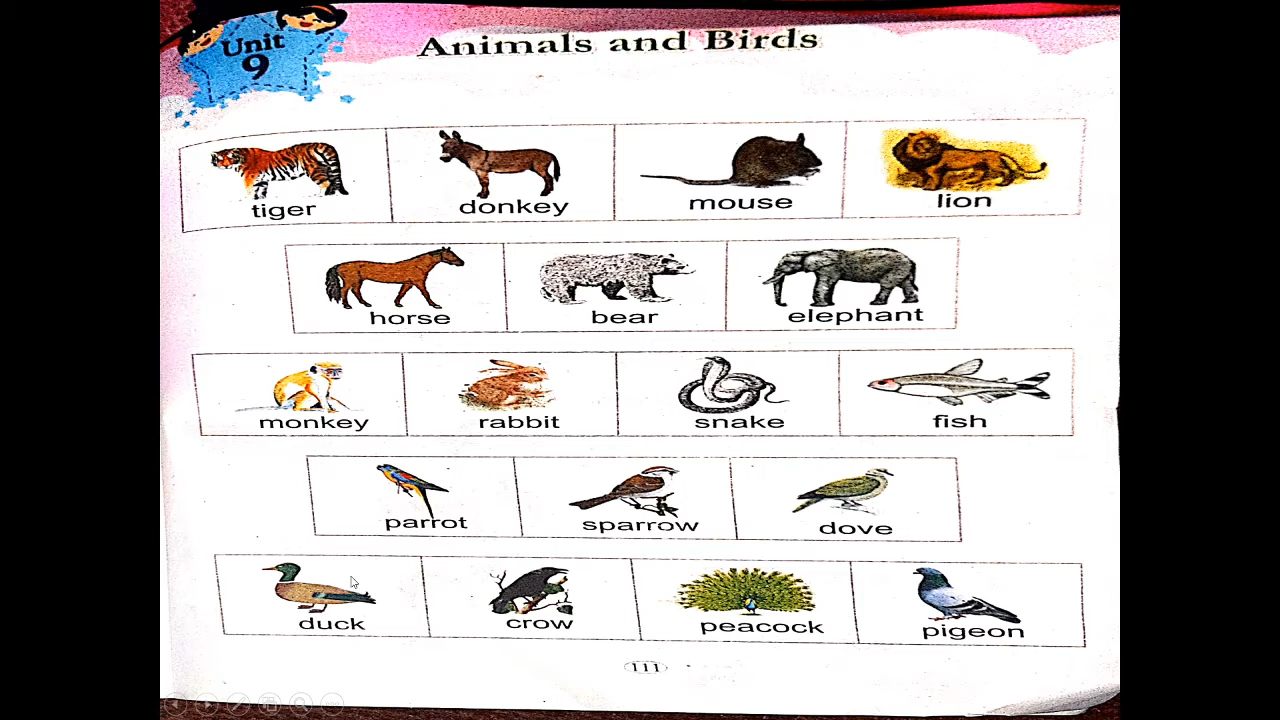 Unit
9
Animals and Birds
tiger donkey mouse lion
horse bear elephant
monkey rabbit snake fish
parrot sparrow dove
duck crow peacock pigeon
111